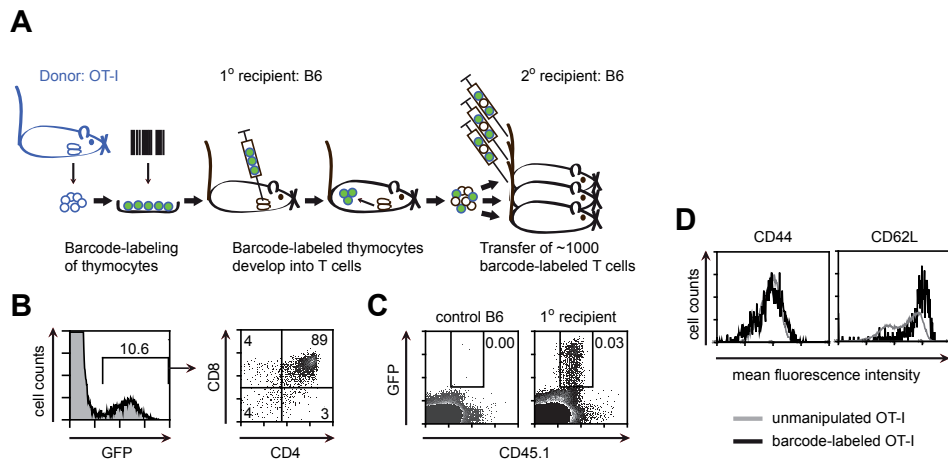 A
Donor: OT-I
1° recipient: B6
2° recipient: B6
Barcode-labeling
of thymocytes
Barcode-labeled thymocytes
develop into T cells
Transfer of ~1000
barcode-labeled T cells
B
cell counts
10.6
GFP
CD8
4
89
4
3
CD4
C
control B6
1° recipient
GFP
0.00
0.03
CD45.1
D
CD44
CD62L
cell counts
mean fluorescence intensity
unmanipulated OT-I
barcode-labeled OT-I